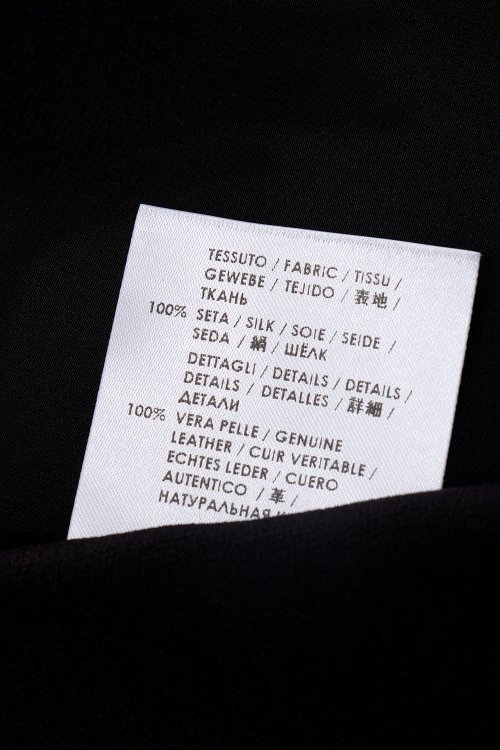 TESSUTO / FABRIC / TISSU /
GEWEBE / TEJIDO / 表地 /
ТКАНЬ
100% SETA / SILK / SOIE / SEIDE /
SEDA / 絹 / ШЁЛК
DETTAGLI / DETAILS / DETAILS /
DETAILS / DETALLES / 詳細 /
ДЕТАЛИ
100% VERA PELLE / GENUINE
LEATHER / CUIR VERITABLE /
ECHTES LEDER / CUERO
AUTENTICO / 革 /
НАТУРАЛЬНАЯ